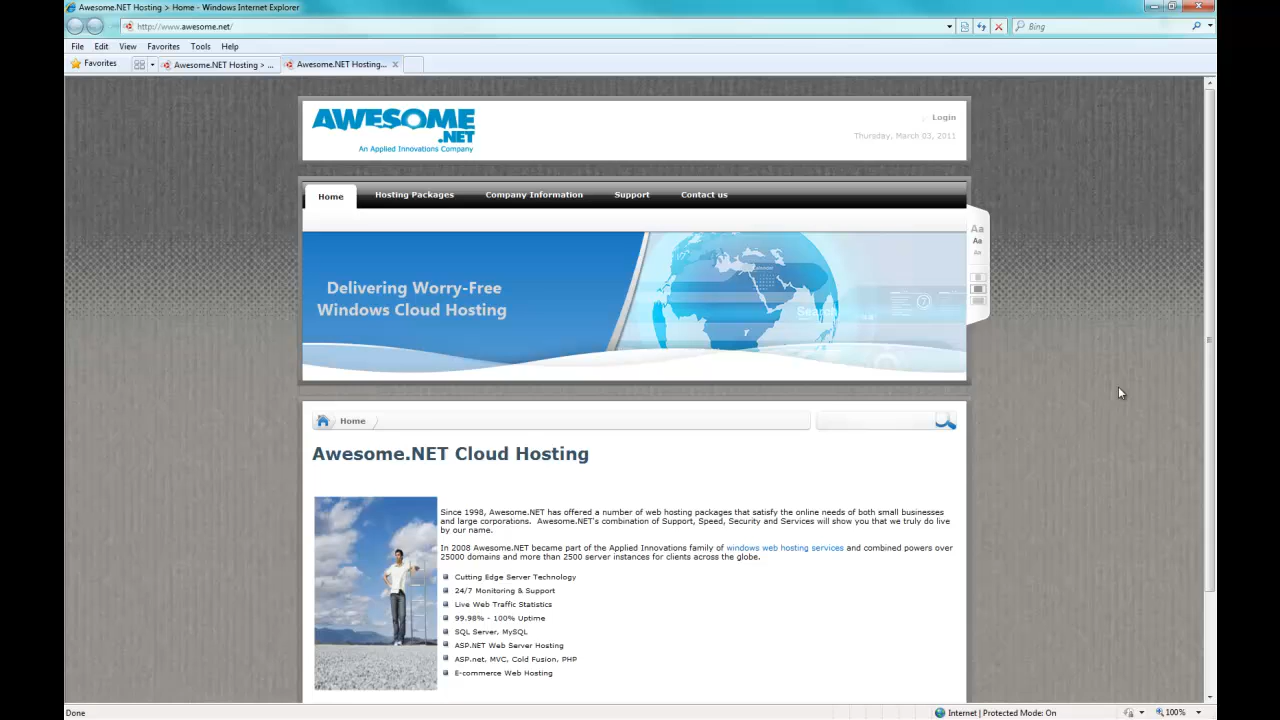 Awesome.NET Hosting > Home - Windows Internet Explorer
http://www.awesome.net/
Bing
File Edit View Favorites Tools Help
Favorites
Awesome.NET Hosting > ...
Awesome.NET Hosting...
AWESOME
.NET
An Applied Innovations Company
Login
Thursday, March 03, 2011
Home
Hosting Packages
Company Information
Support
Contact us
Aa
Aa
Aa
Delivering Worry-Free
Windows Cloud Hosting
Search
Home
Awesome.NET Cloud Hosting
Since 1998, Awesome.NET has offered a number of web hosting packages that satisfy the online needs of both small businesses
and large corporations. Awesome.NET's combination of Support, Speed, Security and Services will show you that we truly do live
by our name.
In 2008 Awesome.NET became part of the Applied Innovations family of windows web hosting services and combined powers over
25000 domains and more than 2500 server instances for clients across the globe.
Cutting Edge Server Technology
24/7 Monitoring & Support
Live Web Traffic Statistics
99.98% - 100% Uptime
SQL Server, MySQL
ASP.NET Web Server Hosting
ASP.net, MVC, Cold Fusion, PHP
E-commerce Web Hosting
Done
Internet | Protected Mode: On
100%